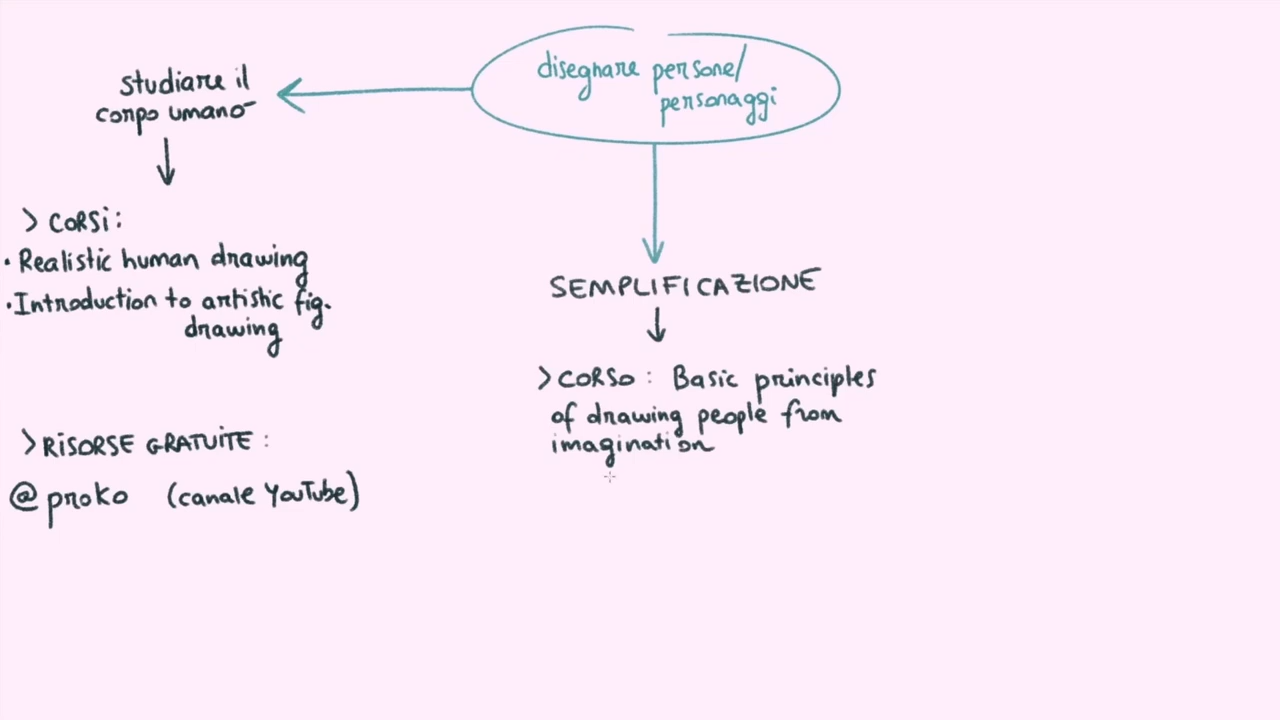 disegnare persone/
personaggi
studiare il
corpo umano
> CORSi:
• Realistic human drawing
• Introduction to artistic fig.
drawing
> RiSORSE GRATUiTE:
@proko (canale YouTube)
SEMPLIFICAZIONE
> CORSO: Basic principles
of drawing people from
imagination